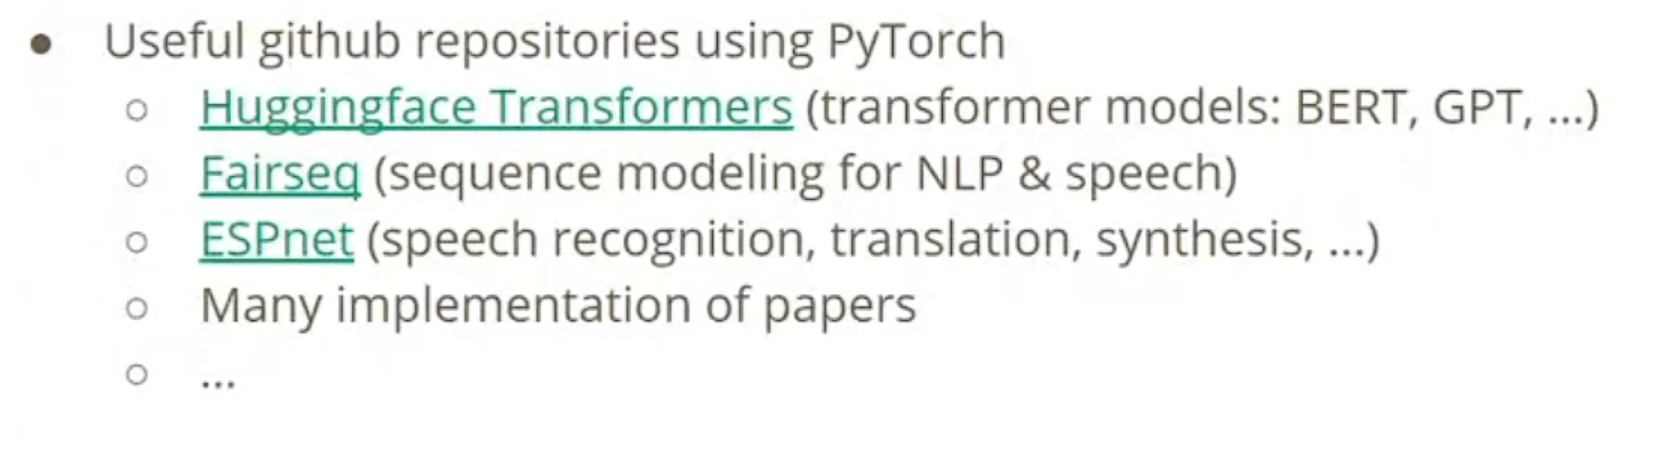 ● Useful github repositories using PyTorch
○ Huggingface Transformers (transformer models: BERT, GPT, ...)
○ Fairseq (sequence modeling for NLP & speech)
○ ESPnet (speech recognition, translation, synthesis, ...)
○ Many implementation of papers
○ ...